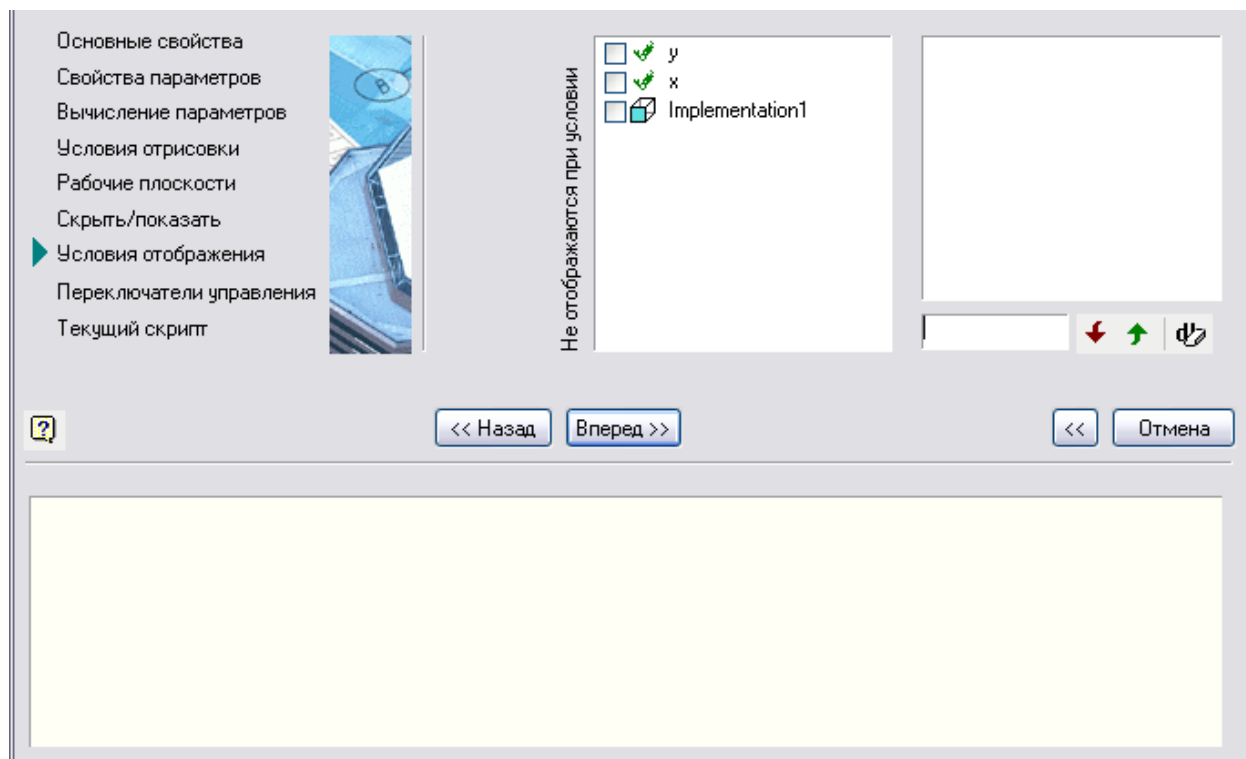 Основные свойства
Свойства параметров
Вычисление параметров
Условия отрисовки
Рабочие плоскости
Скрыть/показать
Условия отображения
Переключатели управления
Текущий скрипт
В
Не отображаются при условии
y
x
Implementation1
<< Назад
Вперед >>
<<
Отмена